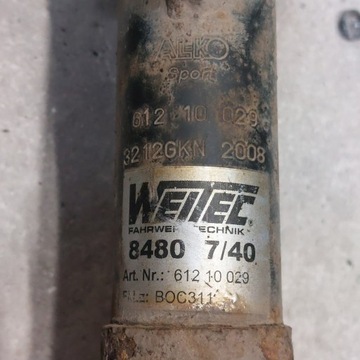 ALKO
Sport
612 10 029
3212GKN 2008
WEITEC
FAHRWERKTECHNIK
8480 7/40
Art. Nr.: 612 10 029
BOC311